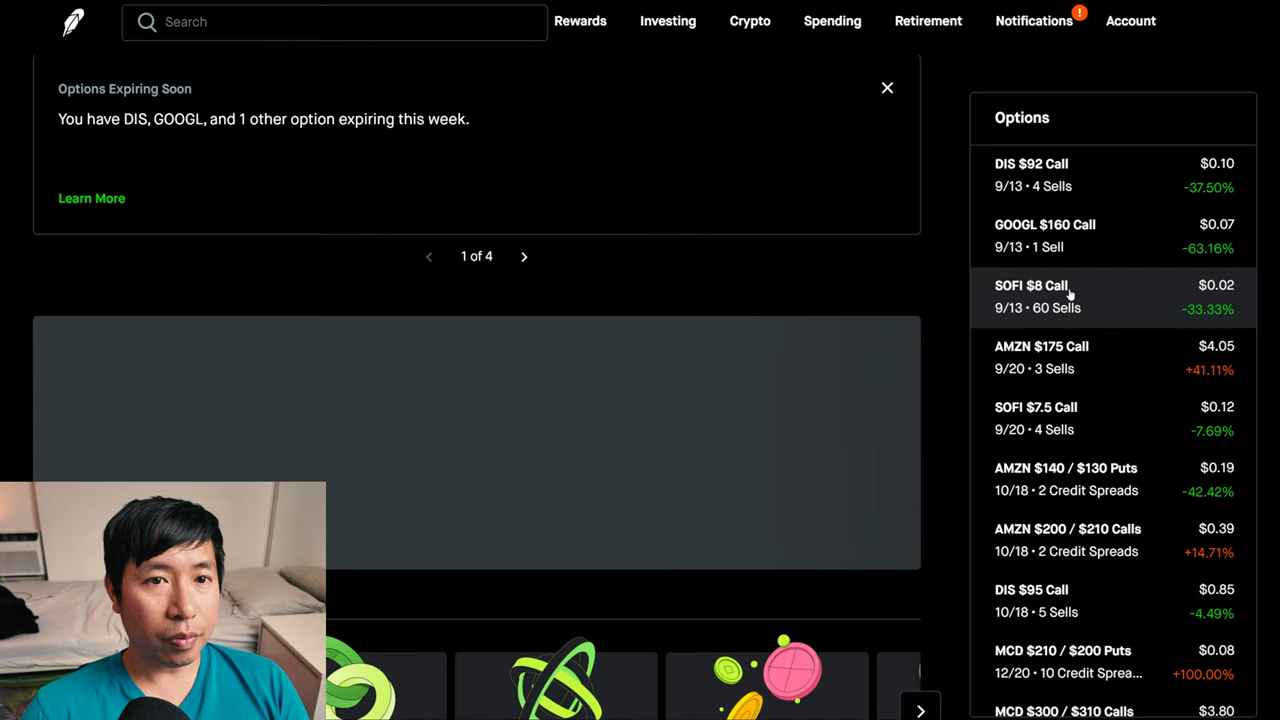 Search
Rewards
Investing
Crypto
Spending
Retirement
Notifications
!
Account
Options Expiring Soon
You have DIS, GOOGL, and 1 other option expiring this week.
Learn More
1 of 4
Options
DIS $92 Call $0.10
9/13 • 4 Sells -37.50%
GOOGL $160 Call $0.07
9/13 • 1 Sell -63.16%
SOFI $8 Call $0.02
9/13 • 60 Sells -33.33%
AMZN $175 Call $4.05
9/20 • 3 Sells +41.11%
SOFI $7.5 Call $0.12
9/20 • 4 Sells -7.69%
AMZN $140 / $130 Puts $0.19
10/18 • 2 Credit Spreads -42.42%
AMZN $200 / $210 Calls $0.39
10/18 • 2 Credit Spreads +14.71%
DIS $95 Call $0.85
10/18 • 5 Sells -4.49%
MCD $210 / $200 Puts $0.08
12/20 • 10 Credit Sprea... +100.00%
MCD $300 / $310 Calls $3.80